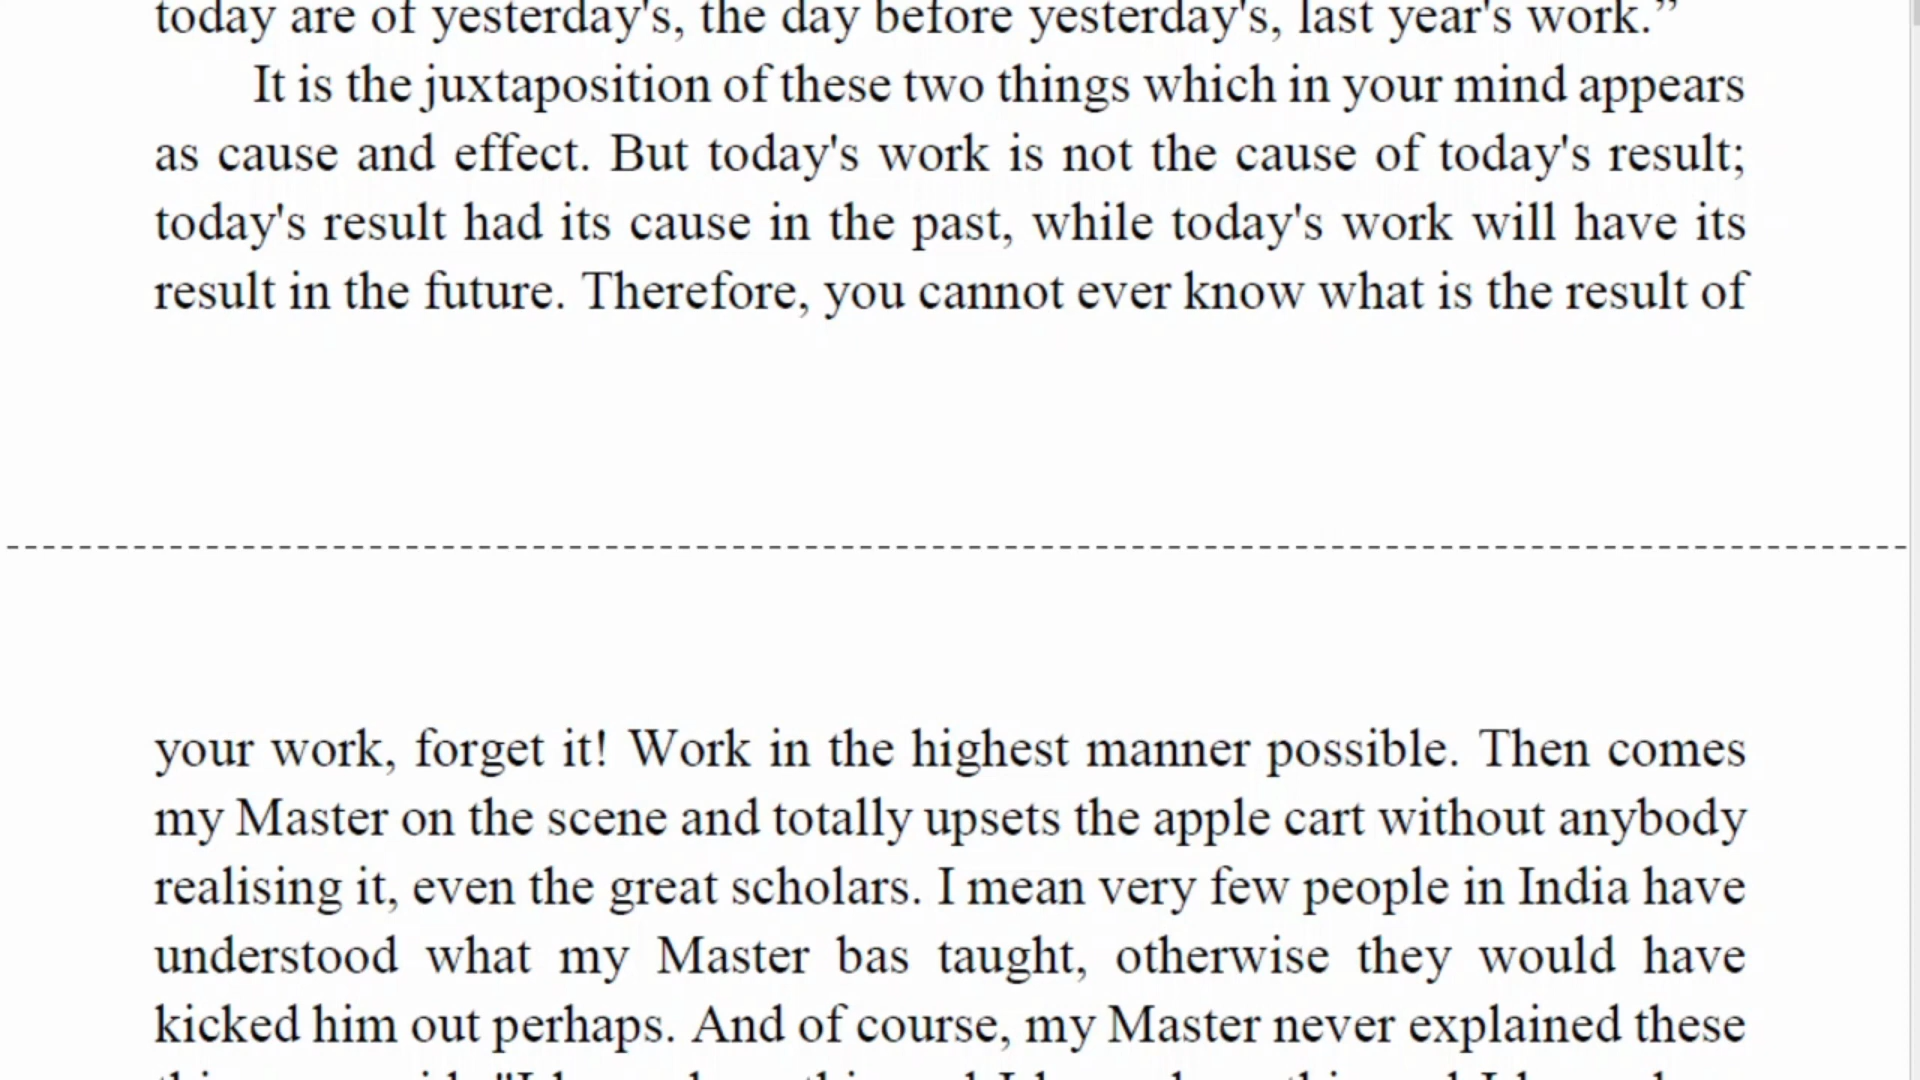 today are of yesterday's, the day before yesterday's, last year's work.”
It is the juxtaposition of these two things which in your mind appears
as cause and effect. But today's work is not the cause of today's result;
today's result had its cause in the past, while today's work will have its
result in the future. Therefore, you cannot ever know what is the result of
your work, forget it! Work in the highest manner possible. Then comes
my Master on the scene and totally upsets the apple cart without anybody
realising it, even the great scholars. I mean very few people in India have
understood what my Master bas taught, otherwise they would have
kicked him out perhaps. And of course, my Master never explained these